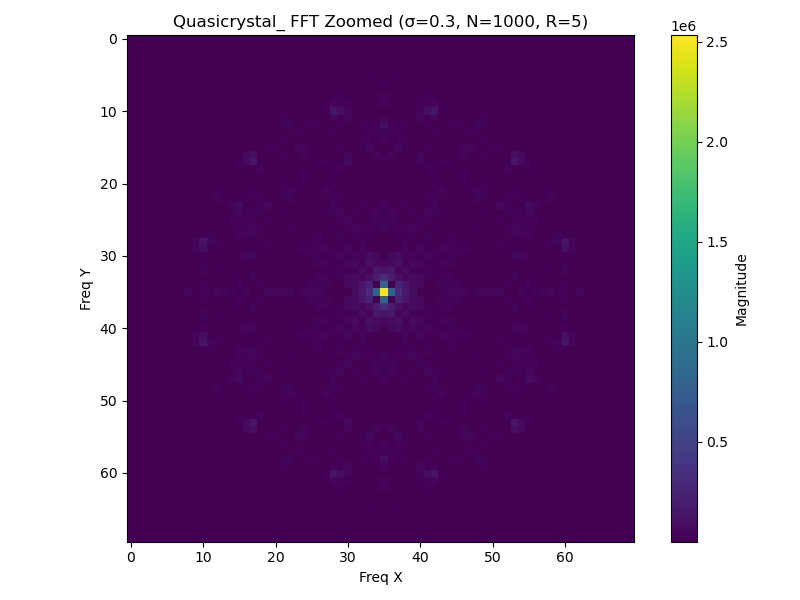 Quasicrystal_ FFT Zoomed (σ=0.3, N=1000, R=5)
1e6
0
10
20
30
40
50
60
Freq Y
0 10 20 30 40 50 60
Freq X
2.5
2.0
1.5
1.0
0.5
Magnitude